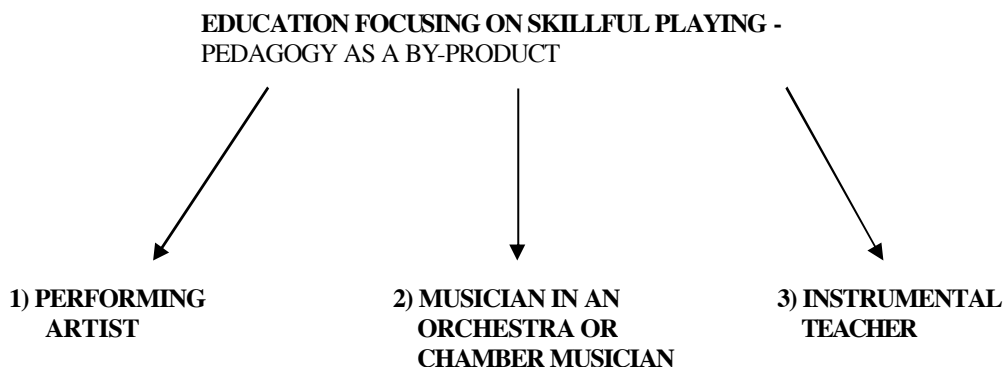 EDUCATION FOCUSING ON SKILLFUL PLAYING -
PEDAGOGY AS A BY-PRODUCT
1) PERFORMING
ARTIST
2) MUSICIAN IN AN
ORCHESTRA OR
CHAMBER MUSICIAN
3) INSTRUMENTAL
TEACHER